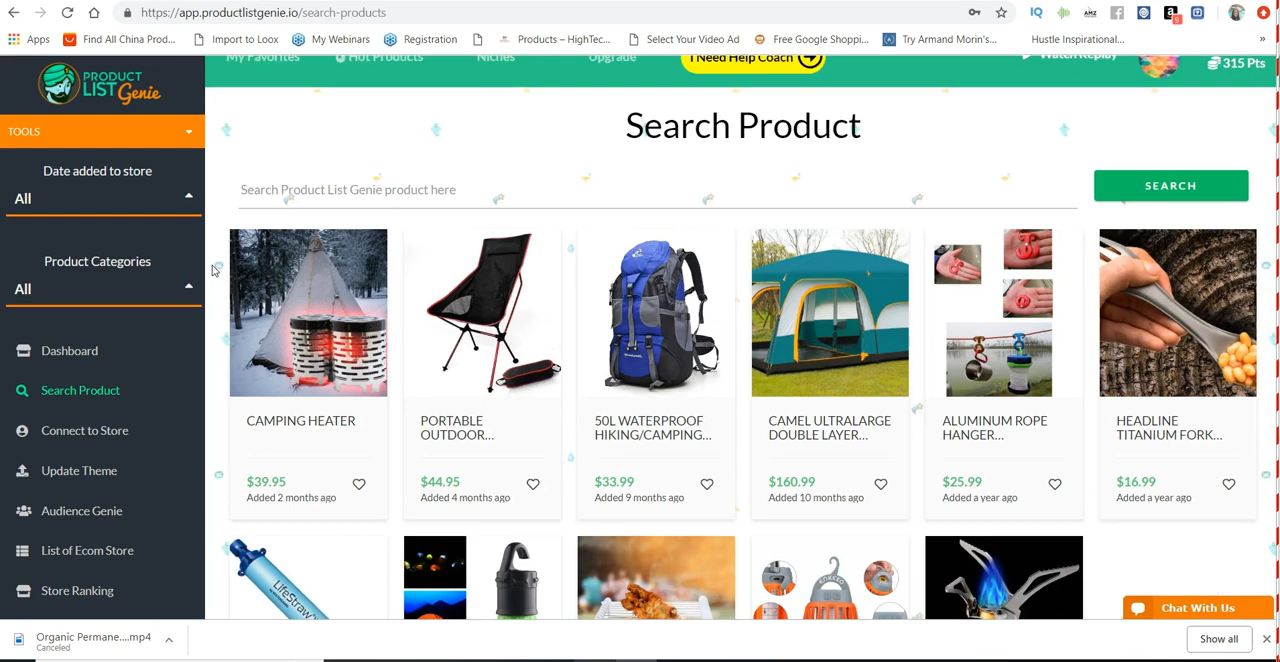 https://app.productlistgenie.io/search-products
IQ
AMZ
9
Apps
Find All China Prod...
Import to Loox
My Webinars
Registration
Products – HighTec...
Select Your Video Ad
Free Google Shoppi...
Try Armand Morin's...
Hustle Inspirational...
»
PRODUCT
LIST Genie
My Favorites
Hot Products
Niches
Upgrade
I Need Help Coach
Watch Replay
315 Pts
TOOLS
Date added to store
All
Product Categories
All
Dashboard
Search Product
Connect to Store
Update Theme
Audience Genie
List of Ecom Store
Store Ranking
Search Product
Search Product List Genie product here
SEARCH
CAMPING HEATER
$39.95
Added 2 months ago
PORTABLE
OUTDOOR...
$44.95
Added 4 months ago
50L WATERPROOF
HIKING/CAMPING...
$33.99
Added 9 months ago
CAMEL ULTRALARGE
DOUBLE LAYER...
$160.99
Added 10 months ago
ALUMINUM ROPE
HANGER...
$25.99
Added a year ago
HEADLINE
TITANIUM FORK...
$16.99
Added a year ago
LifeStraw
ENKEEO
Chat With Us
Organic Permane....mp4
Canceled
Show all